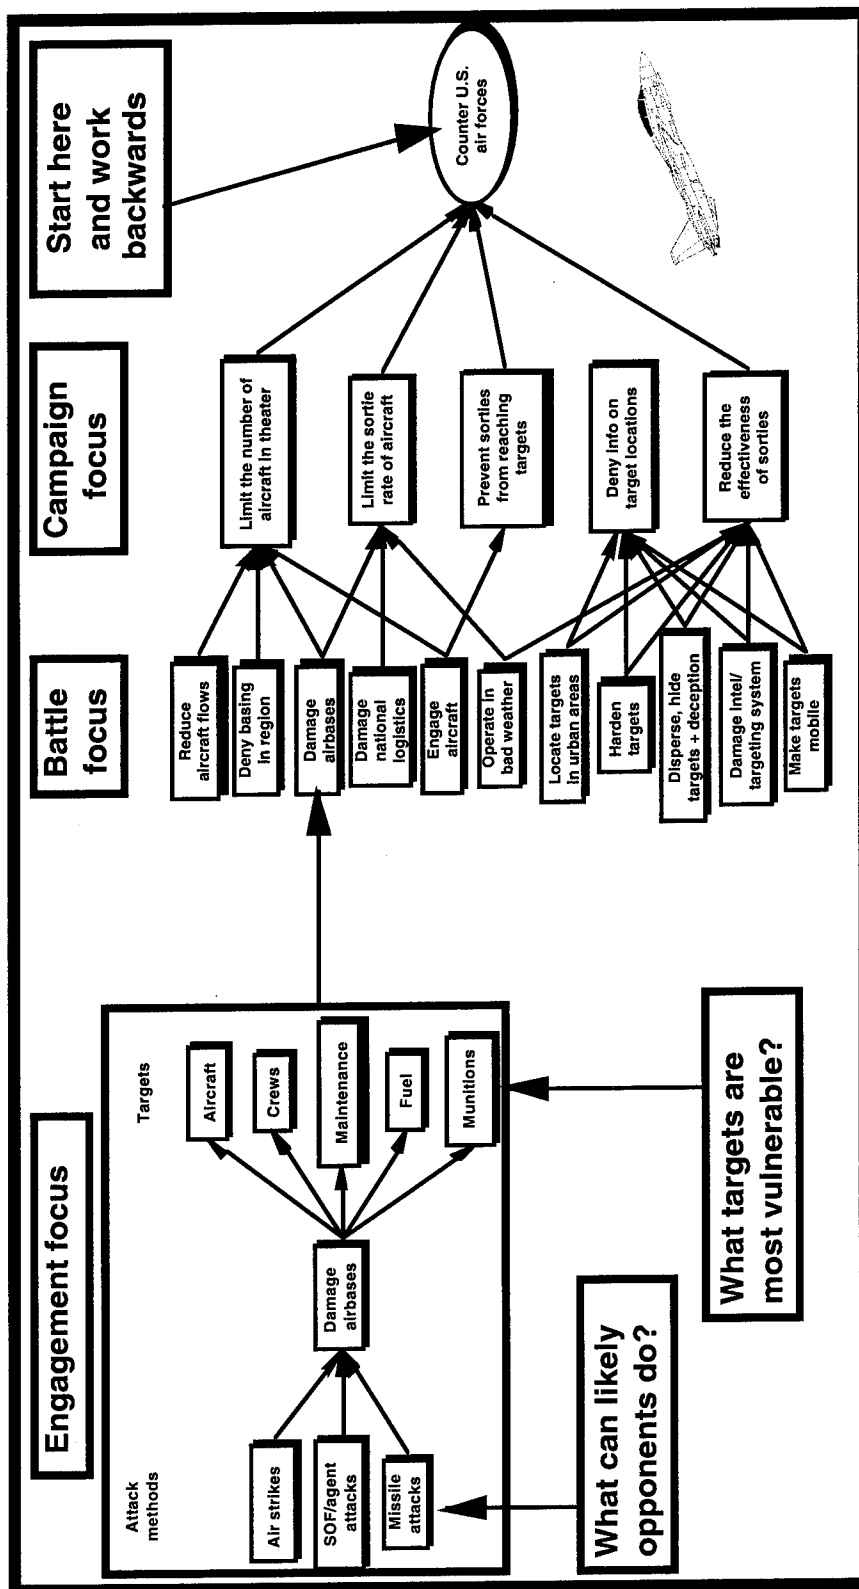 Engagement focus
Battle
focus
Campaign
focus
Start here
and work
backwards
Attack
methods
Targets
Air strikes
SOF/agent
attacks
Missile
attacks
Damage
airbases
Aircraft
Crews
Maintenance
Fuel
Munitions
What can likely
opponents do?
What targets are
most vulnerable?
Reduce
aircraft flows
Deny basing
in region
Damage
airbases
Damage
national
logistics
Engage
aircraft
Operate in
bad weather
Locate targets
in urban areas
Harden
targets
Disperse, hide
targets + deception
Damage Intel/
targeting system
Make targets
mobile
Limit the number of
aircraft in theater
Limit the sortie
rate of aircraft
Prevent sorties
from reaching
targets
Deny info on
target locations
Reduce the
effectiveness
of sorties
Counter U.S.
air forces